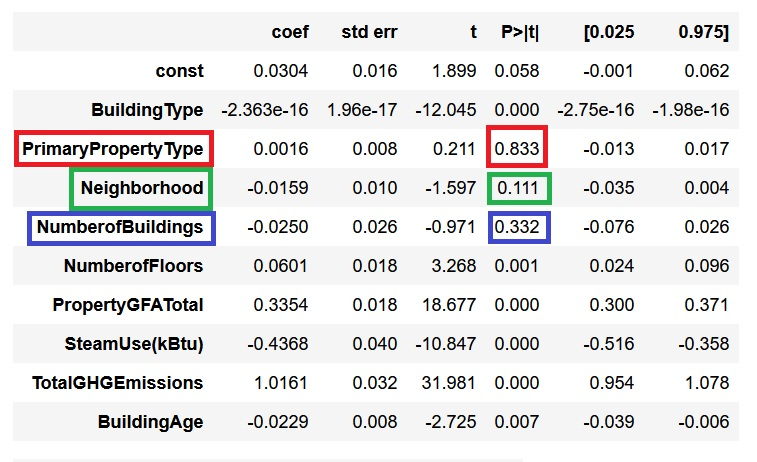 coef std err t P>|t| [0.025 0.975]
const 0.0304 0.016 1.899 0.058 -0.001 0.062
BuildingType -2.363e-16 1.96e-17 -12.045 0.000 -2.75e-16 -1.98e-16
PrimaryPropertyType 0.0016 0.008 0.211 0.833 -0.013 0.017
Neighborhood -0.0159 0.010 -1.597 0.111 -0.035 0.004
NumberofBuildings -0.0250 0.026 -0.971 0.332 -0.076 0.026
NumberofFloors 0.0601 0.018 3.268 0.001 0.024 0.096
PropertyGFATotal 0.3354 0.018 18.677 0.000 0.300 0.371
SteamUse(kBtu) -0.4368 0.040 -10.847 0.000 -0.516 -0.358
TotalGHGEmissions 1.0161 0.032 31.981 0.000 0.954 1.078
BuildingAge -0.0229 0.008 -2.725 0.007 -0.039 -0.006